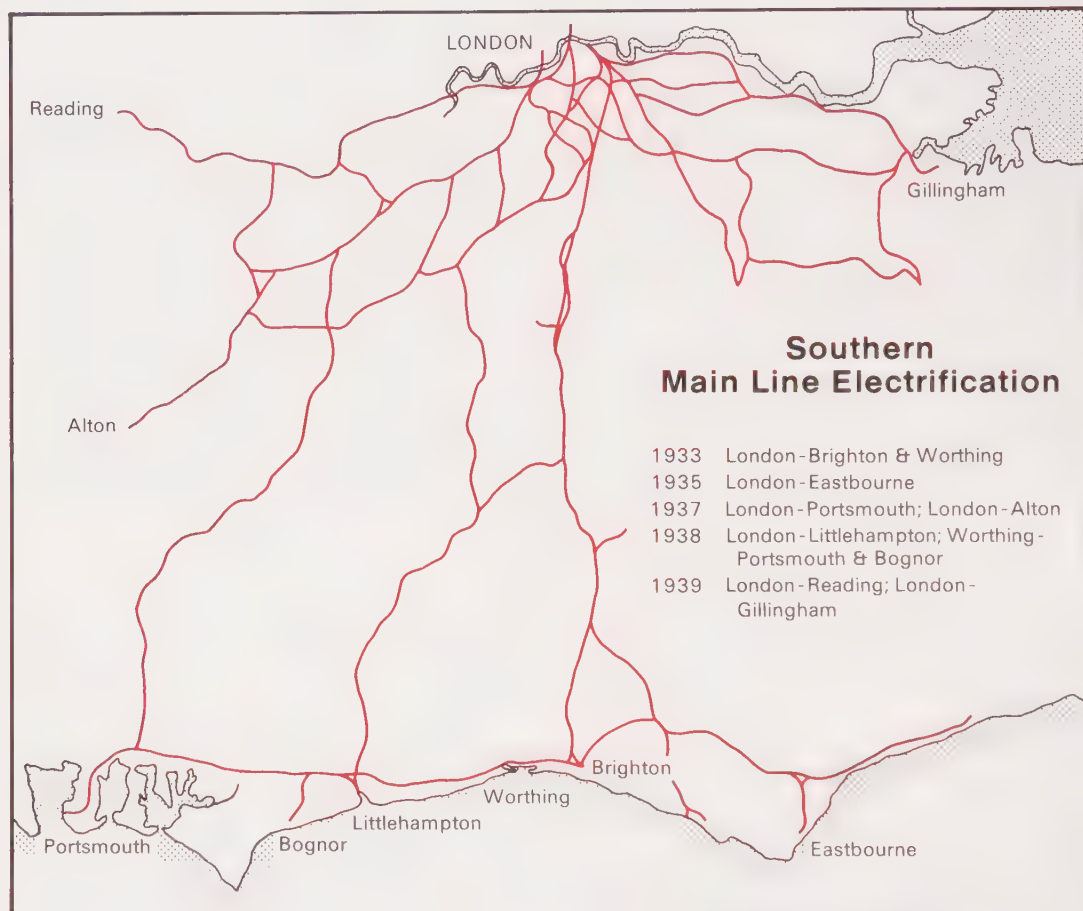 LONDON
Reading
Gillingham
Alton
Southern
Main Line Electrification
1933 London-Brighton & Worthing
1935 London-Eastbourne
1937 London-Portsmouth; London-Alton
1938 London-Littlehampton; Worthing-
Portsmouth & Bognor
1939 London-Reading; London-
Gillingham
Brighton
Worthing
Littlehampton
Portsmouth
Bognor
Eastbourne